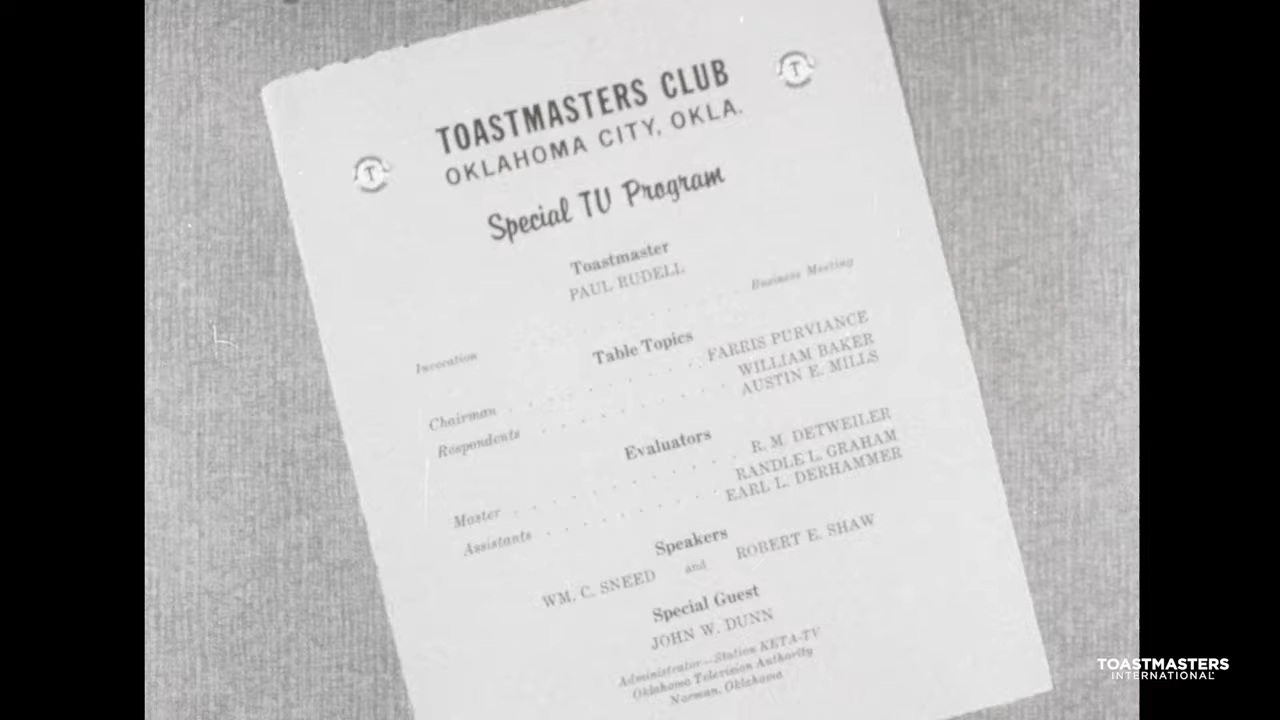 TOASTMASTERS CLUB
OKLAHOMA CITY, OKLA.
T
T
Special TV Program
Toastmaster
PAUL RUDELL
Invocation . . . . . Business Meeting
Table Topics
Chairman . . . . . . . . . . FARRIS PURVIANCE
Respondents . . . . . . . . . . WILLIAM BAKER
AUSTIN E. MILLS
Evaluators
Master . . . . . . . . . . R. M. DETWEILER
Assistants . . . . . . . . . . RANDLE L. GRAHAM
EARL L. DERHAMMER
Speakers
WM. C. SNEED and ROBERT E. SHAW
Special Guest
JOHN W. DUNN
Administrator—Station KETA-TV
Oklahoma Television Authority
Norman, Oklahoma
TOASTMASTERS
INTERNATIONAL